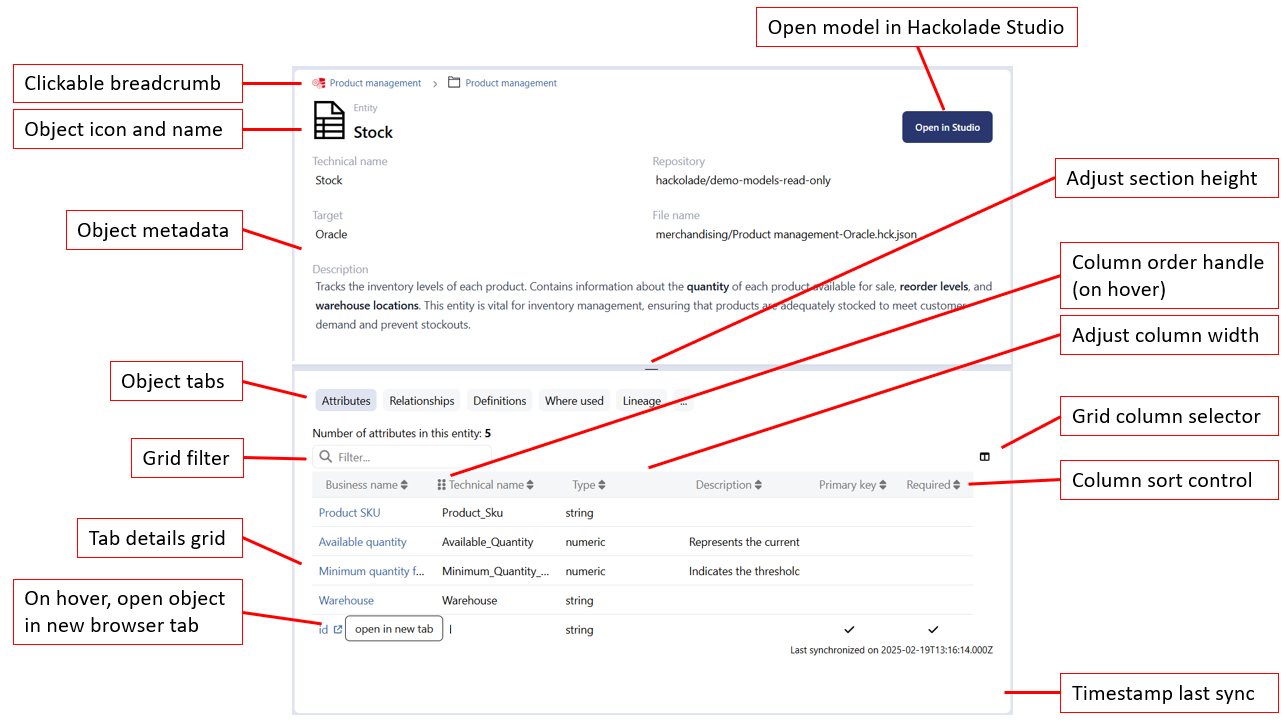 Open model in Hackolade Studio
Clickable breadcrumb
Product management
Product management
Object icon and name
Entity
Stock
Open in Studio
Technical name
Stock
Repository
hackolade/demo-models-read-only
Adjust section height
Object metadata
Target
Oracle
File name
merchandising/Product management-Oracle.hck.json
Column order handle
(on hover)
Description
Tracks the inventory levels of each product. Contains information about the quantity of each product available for sale, reorder levels, and
warehouse locations. This entity is vital for inventory management, ensuring that products are adequately stocked to meet customer
demand and prevent stockouts.
Adjust column width
Object tabs
Attributes
Relationships
Definitions
Where used
Lineage
...
Grid column selector
Number of attributes in this entity: 5
Grid filter
Filter...
Column sort control
Business name
Technical name
Type
Description
Primary key
Required
Product SKU
Product_Sku
string
Tab details grid
Available quantity
Available_Quantity
numeric
Represents the current
Minimum quantity f...
Minimum_Quantity_...
numeric
Indicates the threshold
Warehouse
Warehouse
string
On hover, open object
in new browser tab
id
open in new tab
string
Last synchronized on 2025-02-19T13:16:14.000Z
Timestamp last sync